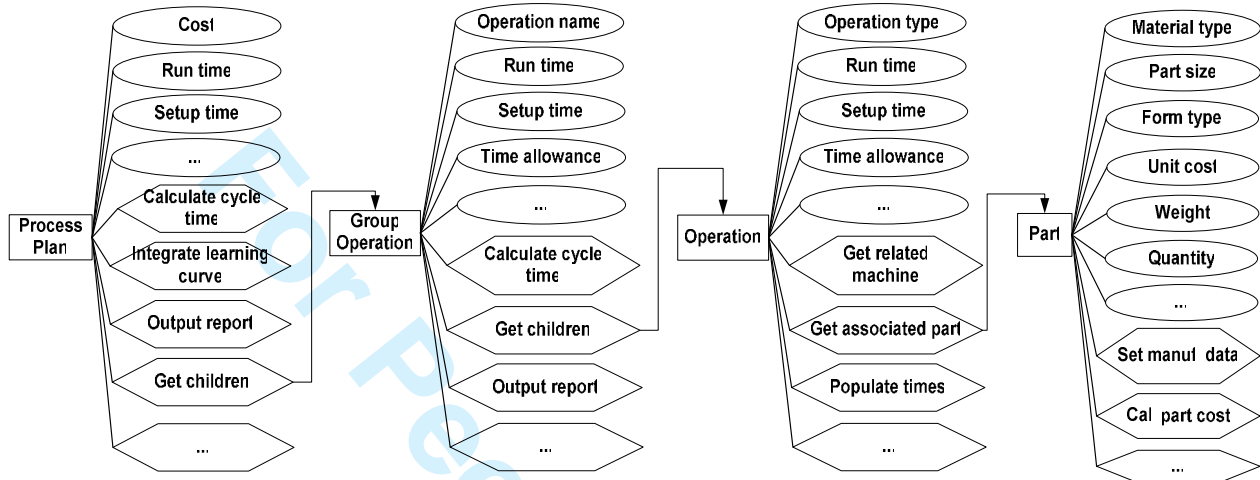 Process
Plan
Cost
Run time
Setup time
...
Calculate cycle
time
Integrate learning
curve
Output report
Get children
...
Group
Operation
Operation name
Run time
Setup time
Time allowance
...
Calculate cycle
time
Get children
Output report
...
Operation
Operation type
Run time
Setup time
Time allowance
...
Get related
machine
Get associated part
Populate times
...
Part
Material type
Part size
Form type
Unit cost
Weight
Quantity
...
Set manuf data
Cal part cost
...
For Pee